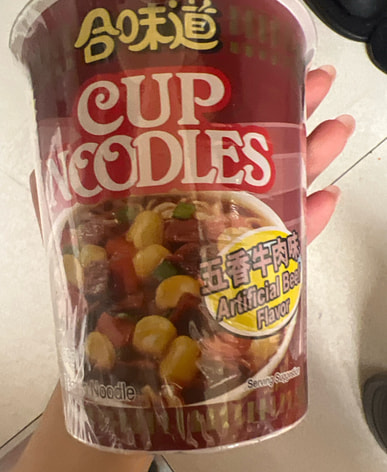 合味道
CUP
NOODLES
五香牛肉味
Artificial Beef
Flavor
Noodle
Serving Suggestion